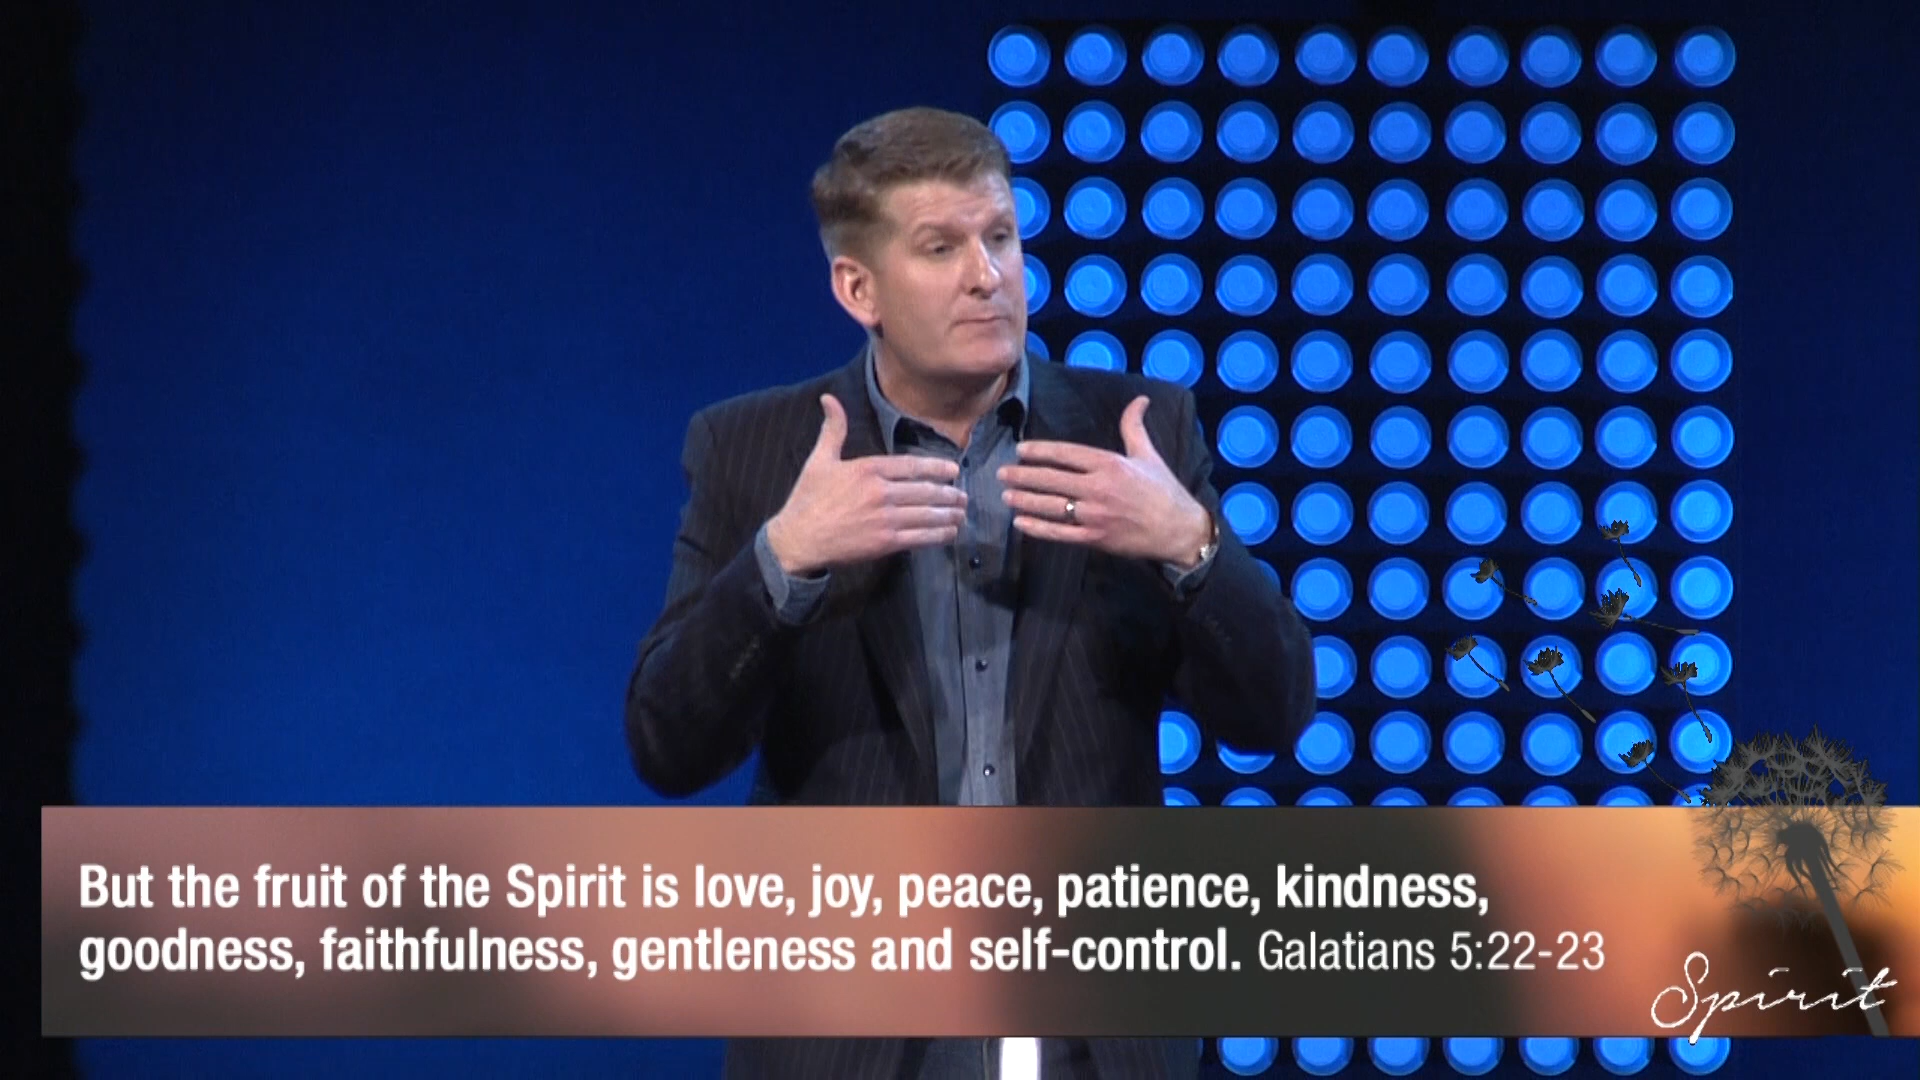 But the fruit of the Spirit is love, joy, peace, patience, kindness,
goodness, faithfulness, gentleness and self-control. Galatians 5:22-23
Spirit